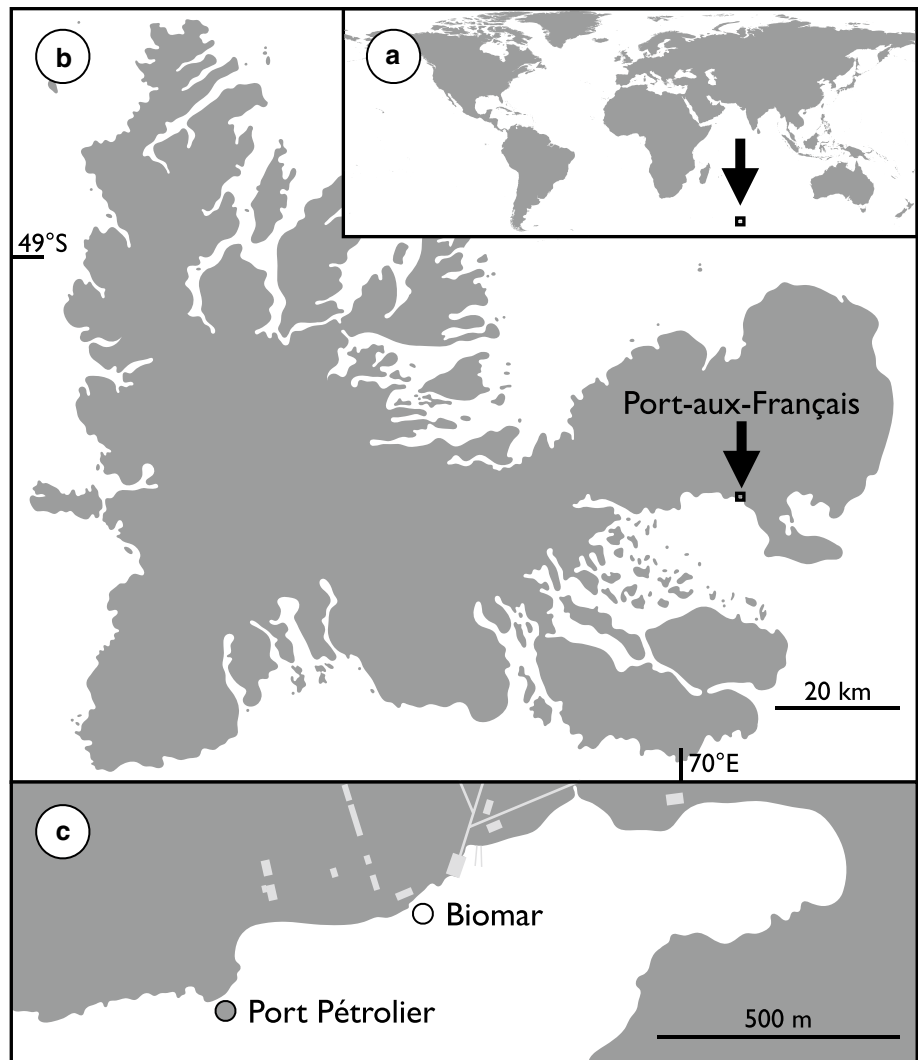 b
a
49°S
Port-aux-Français
20 km
70°E
c
Biomar
Port Pétrolier
500 m